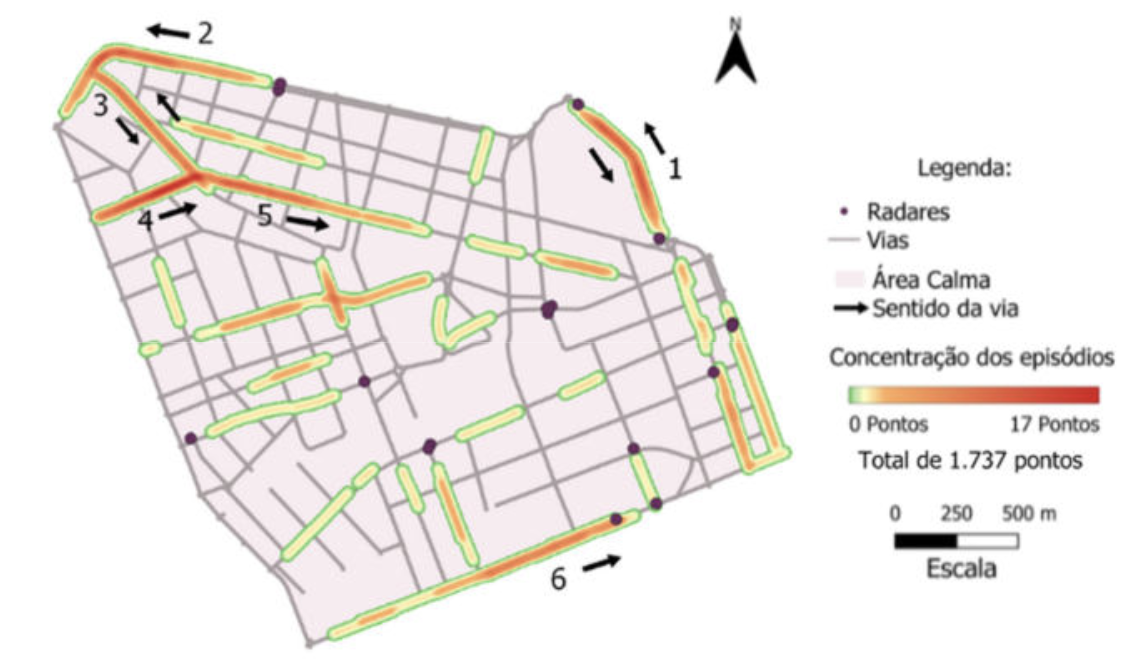 N
2
3
1
4
5
6
Legenda:
Radares
Vias
Área Calma
Sentido da via
Concentração dos episódios
0 Pontos 17 Pontos
Total de 1.737 pontos
0 250 500 m
Escala